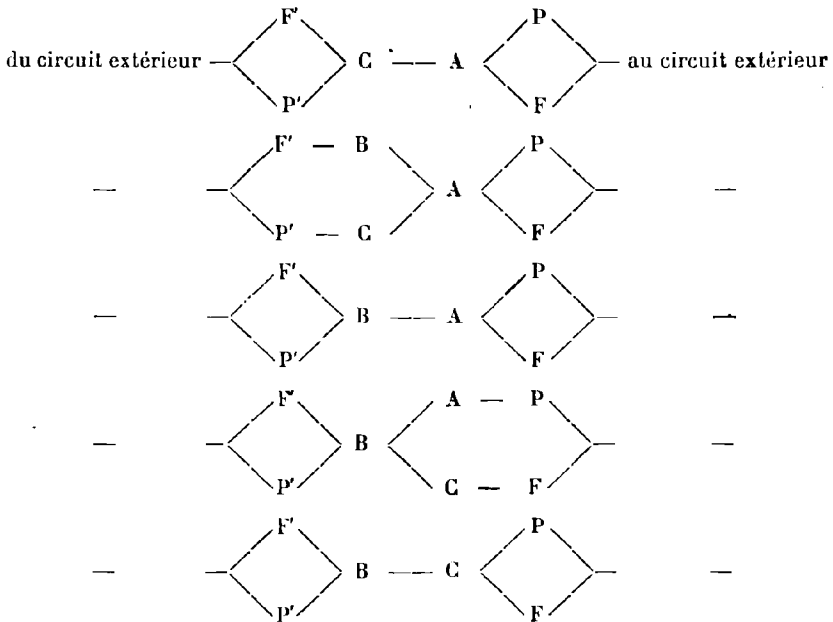 F' P
du circuit extérieur — C — A — au circuit extérieur
P' F
F' — B P
— — A — —
P' — C F
F' P
— — B — A — —
P' F
F' A — P
— — B — —
P' C — F
F' P
— — B — C — —
P' F